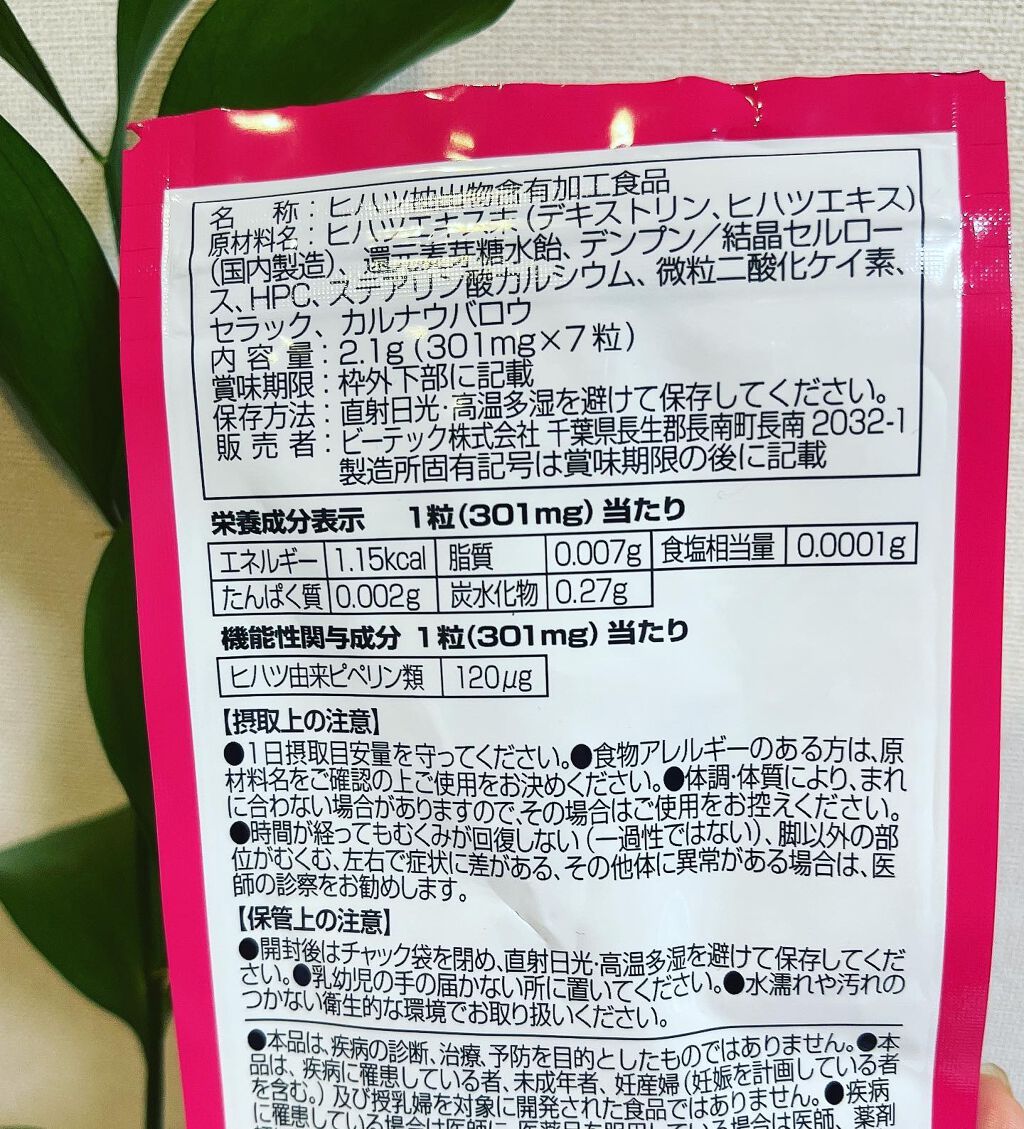 名 称：ヒハツ抽出物含有加工食品
原材料名：ヒハツエキス末（デキストリン、ヒハツエキス）
（国内製造）、還元麦芽糖水飴、デンプン／結晶セルロー
ス、HPC、ステアリン酸カルシウム、微粒二酸化ケイ素、
セラック、カルナウバロウ
内容量：2.1g（301mg×7粒）
賞味期限：枠外下部に記載
保存方法：直射日光・高温多湿を避けて保存してください。
販売者：ビーテック株式会社 千葉県長生郡長南町長南 2032-1
製造所固有記号は賞味期限の後に記載
栄養成分表示 1粒（301mg）当たり
エネルギー 1.15kcal 脂質 0.007g 食塩相当量 0.0001g
たんぱく質 0.002g 炭水化物 0.27g
機能性関与成分 1粒（301mg）当たり
ヒハツ由来ピペリン類 120μg
【摂取上の注意】
●1日摂取目安量を守ってください。●食物アレルギーのある方は、原
材料名をご確認の上ご使用をお決めください。●体調・体質により、まれ
に合わない場合がありますので、その場合はご使用をお控えください。
●時間が経ってもむくみが回復しない（一過性ではない）、脚以外の部
位がむくむ、左右で症状に差がある、その他体に異常がある場合は、医
師の診察をお勧めします。
【保管上の注意】
●開封後はチャック袋を閉め、直射日光・高温多湿を避けて保存してくだ
さい。●乳幼児の手の届かない所に置いてください。●水濡れや汚れの
つかない衛生的な環境でお取り扱いください。
●本品は、疾病の診断、治療、予防を目的としたものではありません。●本
品は、疾病に罹患している者、未成年者、妊産婦（妊娠を計画している者
を含む。）及び授乳婦を対象に開発された食品ではありません。●疾病
に罹患している場合は医師に、医薬品を服用している場合は医師、薬剤